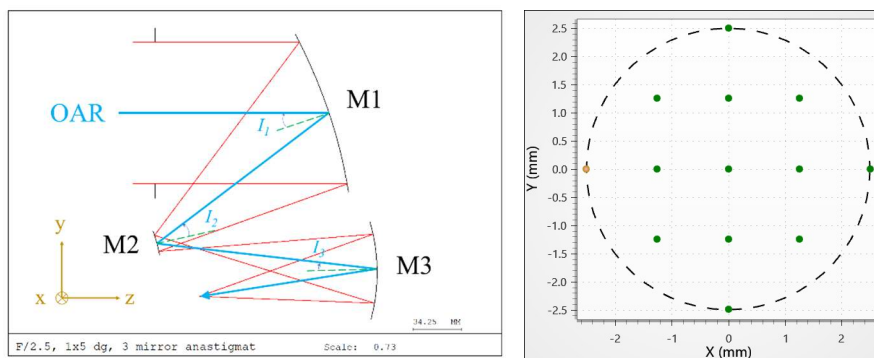 M1
OAR
I1
I2
M2
I3
M3
y
x
z
34.25 MM
F/2.5, 1x5 dg, 3 mirror anastigmat Scale: 0.73
2.5
2.0
1.5
1.0
0.5
0.0
-0.5
-1.0
-1.5
-2.0
-2.5
Y (mm)
-2 -1 0 1 2
X (mm)